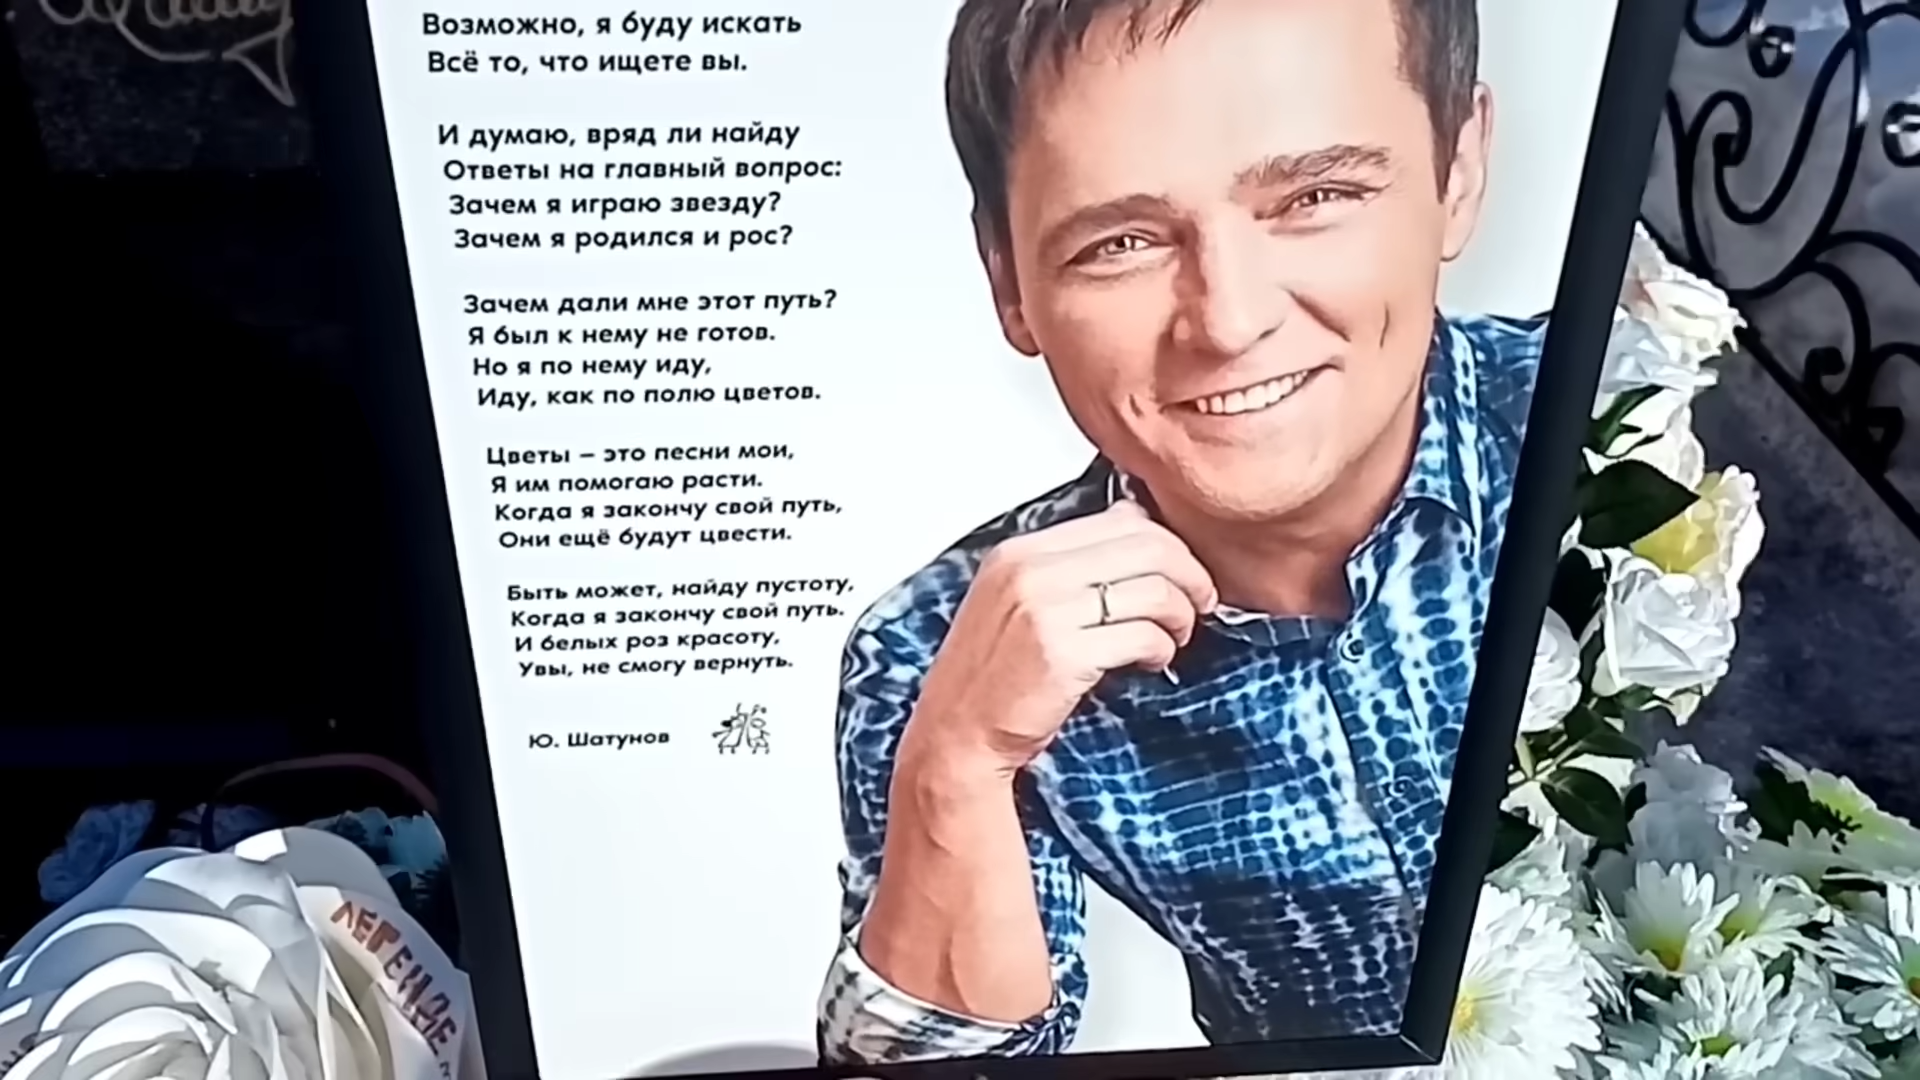 Возможно, я буду искать
Всё то, что ищете вы.
И думаю, вряд ли найду
Ответы на главный вопрос:
Зачем я играю звезду?
Зачем я родился и рос?
Зачем дали мне этот путь?
Я был к нему не готов.
Но я по нему иду,
Иду, как по полю цветов.
Цветы – это песни мои,
Я им помогаю расти.
Когда я закончу свой путь,
Они ещё будут цвести.
Быть может, найду пустоту,
Когда я закончу свой путь.
И белых роз красоту,
Увы, не смогу вернуть.
Ю. Шатунов
ЛЕГЕНДЕ